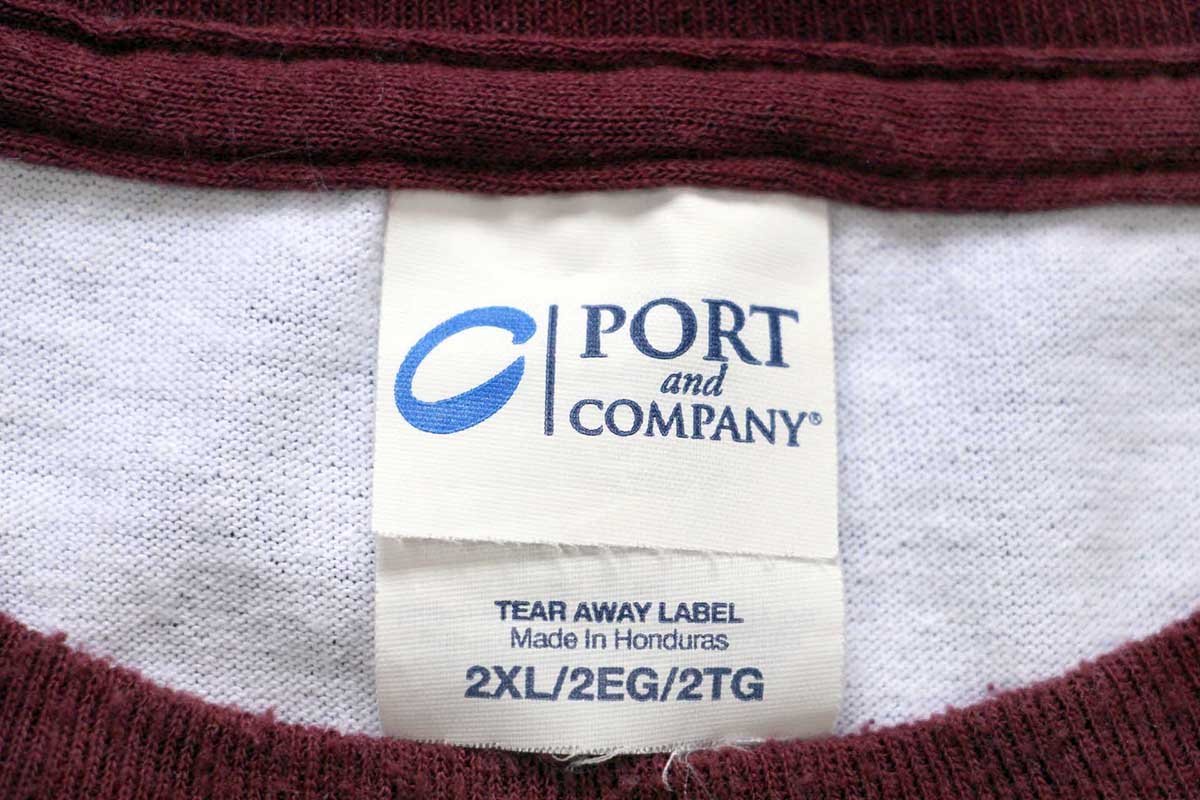 PORT
and
COMPANY®
TEAR AWAY LABEL
Made In Honduras
2XL/2EG/2TG